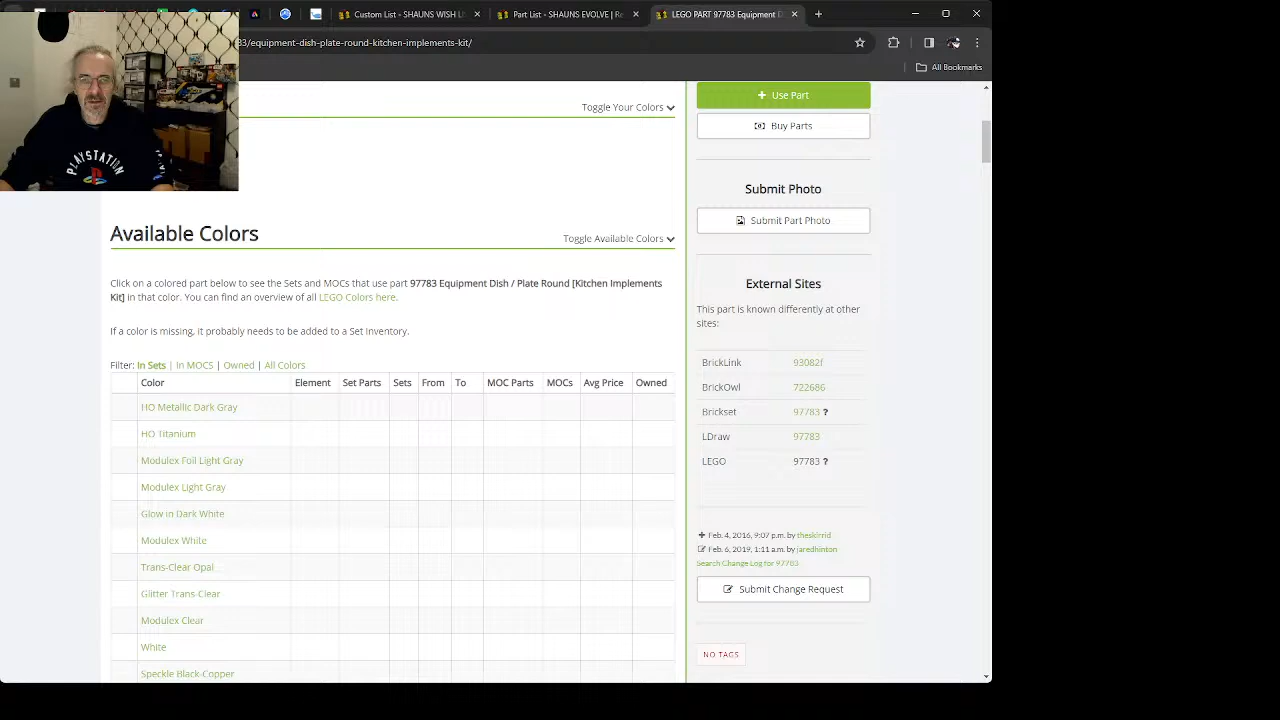 Custom List - SHAUNS WISH L
Part List - SHAUNS EVOLVE | Re
LEGO PART 97783 Equipment D
33/equipment-dish-plate-round-kitchen-implements-kit/
All Bookmarks
PLAYSTATION
Toggle Your Colors
Use Part
Buy Parts
Submit Photo
Submit Part Photo
Available Colors
Toggle Available Colors
Click on a colored part below to see the Sets and MOCs that use part 97783 Equipment Dish / Plate Round [Kitchen Implements
Kit] in that color. You can find an overview of all LEGO Colors here.
If a color is missing, it probably needs to be added to a Set Inventory.
Filter: In Sets | In MOCS | Owned | All Colors
Color Element Set Parts Sets From To MOC Parts MOCs Avg Price Owned
HO Metallic Dark Gray
HO Titanium
Modulex Foil Light Gray
Modulex Light Gray
Glow in Dark White
Modulex White
Trans-Clear Opal
Glitter Trans-Clear
Modulex Clear
White
Speckle Black-Copper
External Sites
This part is known differently at other
sites:
BrickLink 93082f
BrickOwl 722686
Brickset 97783 ?
LDraw 97783
LEGO 97783 ?
Feb. 4, 2016, 9:07 p.m. by theskirrid
Feb. 6, 2019, 1:11 a.m. by jaredhinton
Search Change Log for 97783
Submit Change Request
NO TAGS